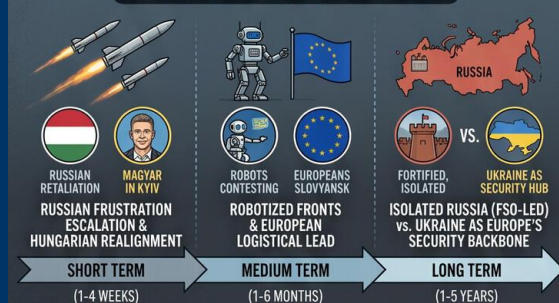 RUSSIA
RUSSIAN
RETALIATION
MAGYAR
IN KYIV
RUSSIAN FRUSTRATION
ESCALATION &
HUNGARIAN REALIGNMENT
SHORT TERM
(1-4 WEEKS)
ROBOTS
CONTESTING
EUROPEANS
SLOVYANSK
ROBOTIZED FRONTS
& EUROPEAN
LOGISTICAL LEAD
MEDIUM TERM
(1-6 MONTHS)
FORTIFIED,
ISOLATED
VS.
UKRAINE AS
SECURITY HUB
ISOLATED RUSSIA (FSO-LED)
vs. UKRAINE AS EUROPE'S
SECURITY BACKBONE
LONG TERM
(1-5 YEARS)